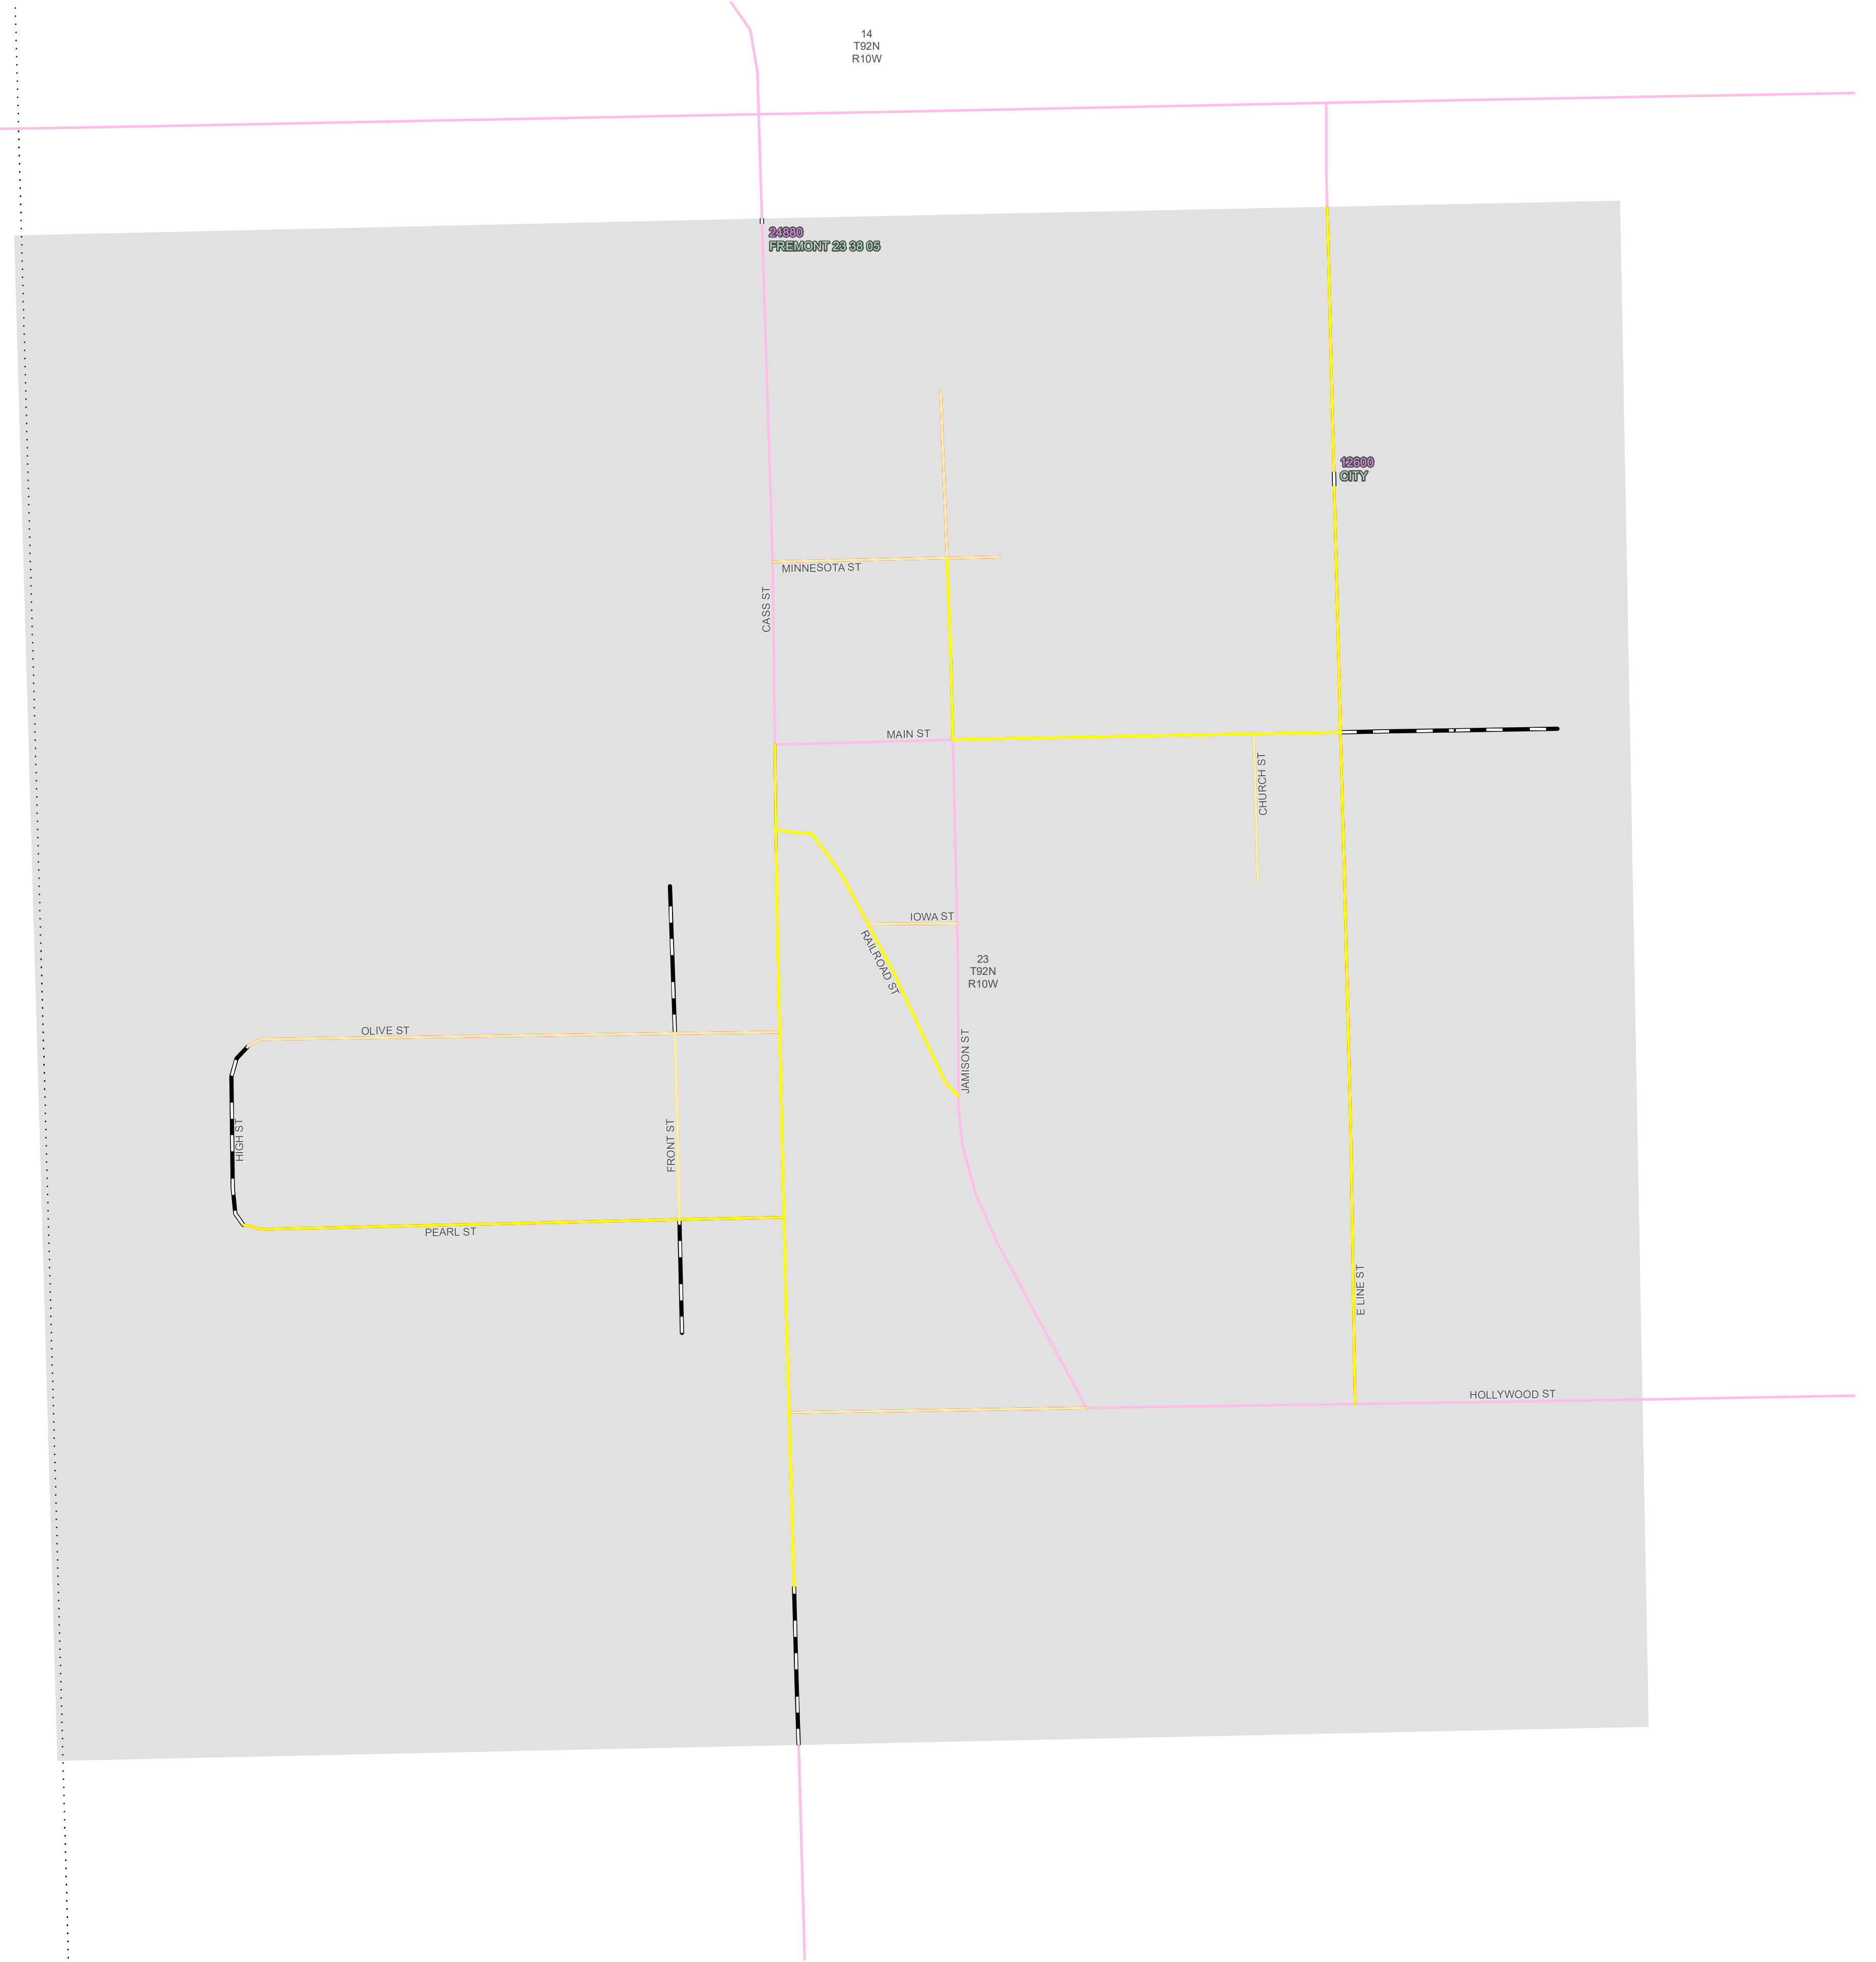 14
T92N
R10W
24880
FREMONT 23 38 05
12600
CITY
MINNESOTA ST
CASS ST
MAIN ST
CHURCH ST
IOWA ST
RAILROAD ST
23
T92N
R10W
OLIVE ST
JAMISON ST
HIGH ST
FRONT ST
PEARL ST
E LINE ST
HOLLYWOOD ST